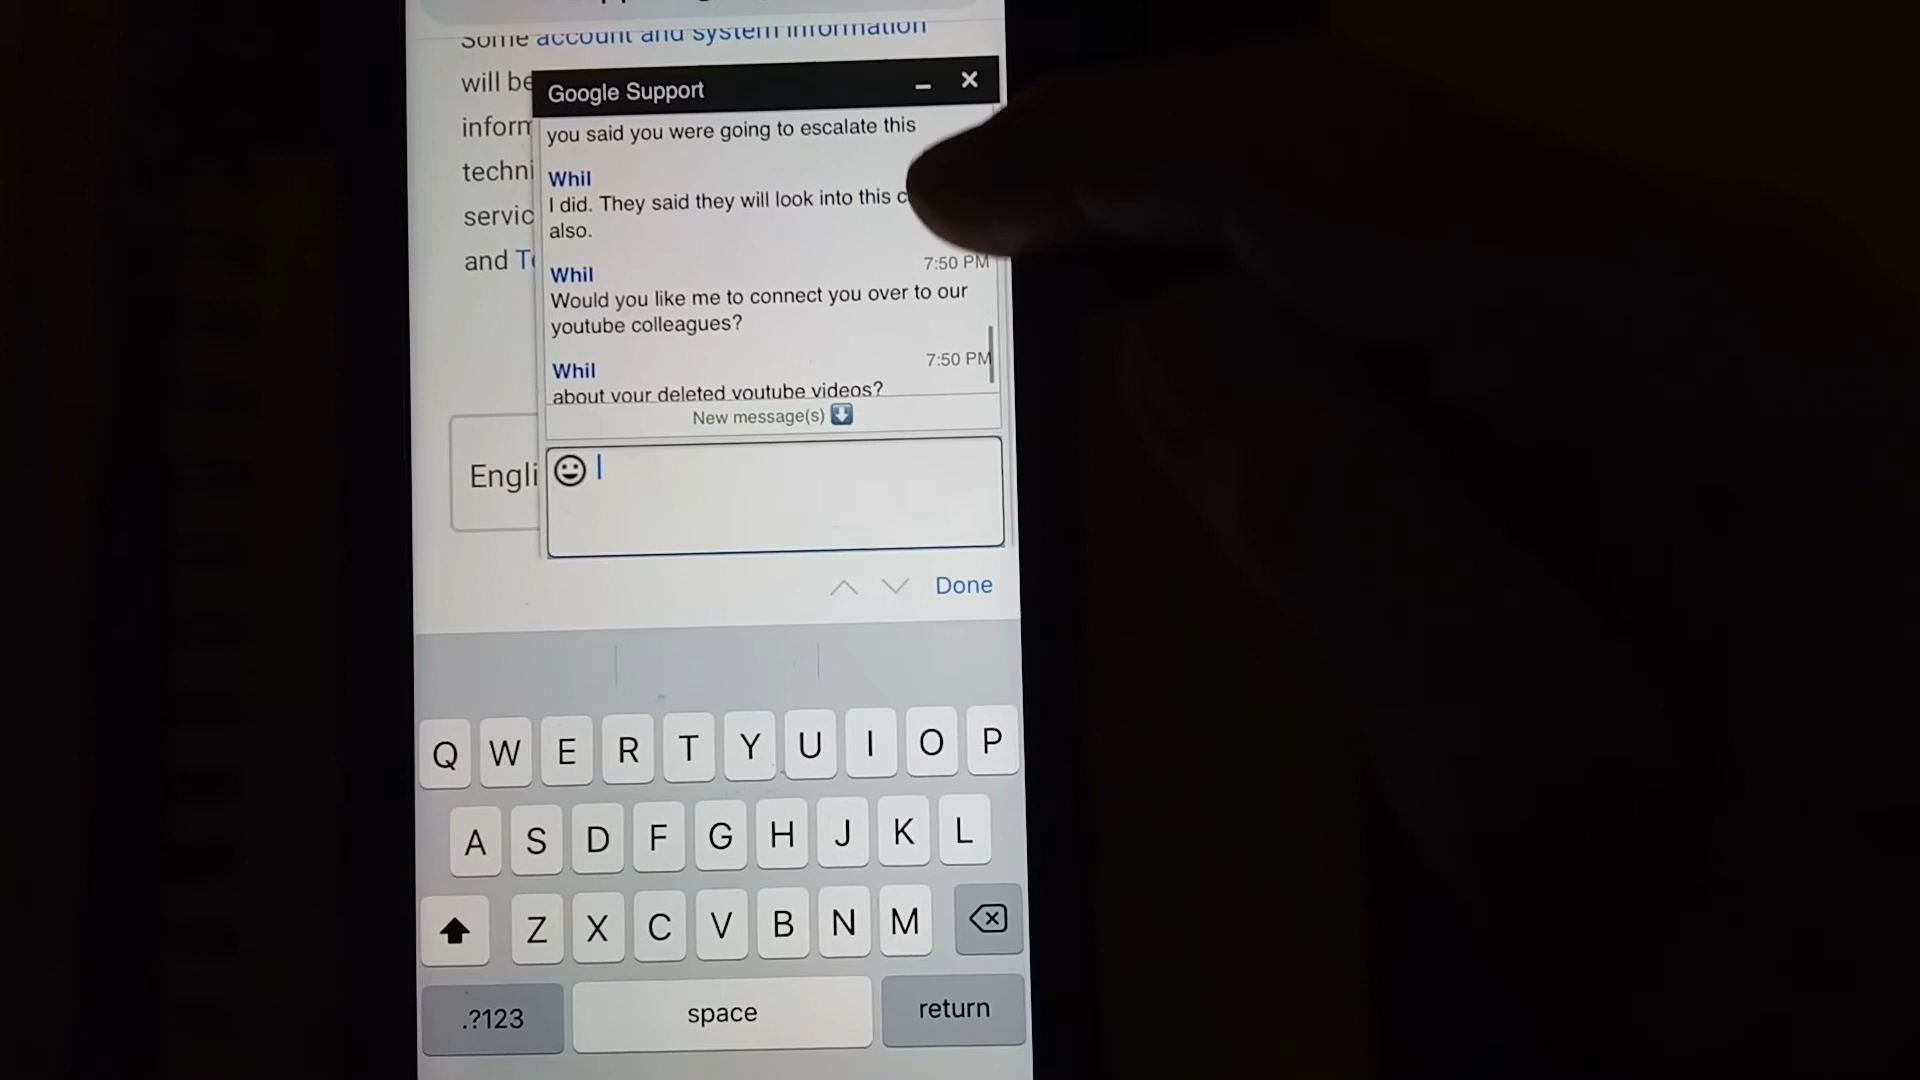 Some account and system information
will be
Google Support
inform
you said you were going to escalate this
techni
Whil
I did. They said they will look into this
servic
also.
and
7:50 PM
Whil
Would you like me to connect you over to our
youtube colleagues?
7:50 PM
Whil
about your deleted youtube videos?
New message(s)
Engli
Done
Q W E R T Y U I O P
A S D F G H J K L
Z X C V B N M
.?123 space return